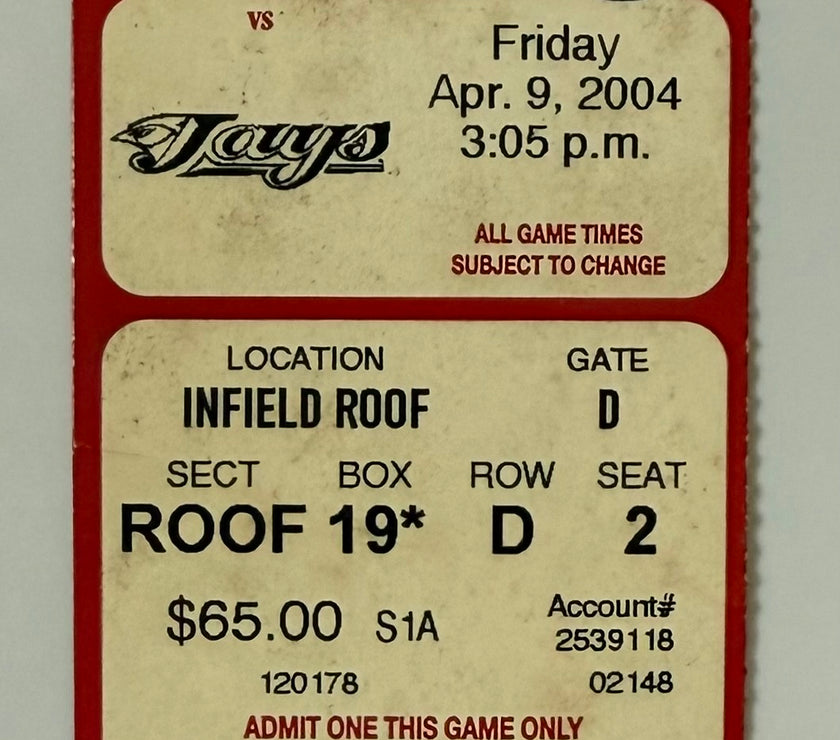 vs
Friday
Apr. 9, 2004
3:05 p.m.
Jays
ALL GAME TIMES
SUBJECT TO CHANGE
LOCATION GATE
INFIELD ROOF D
SECT BOX ROW SEAT
ROOF 19* D 2
$65.00 S1A Account#
2539118
120178 02148
ADMIT ONE THIS GAME ONLY